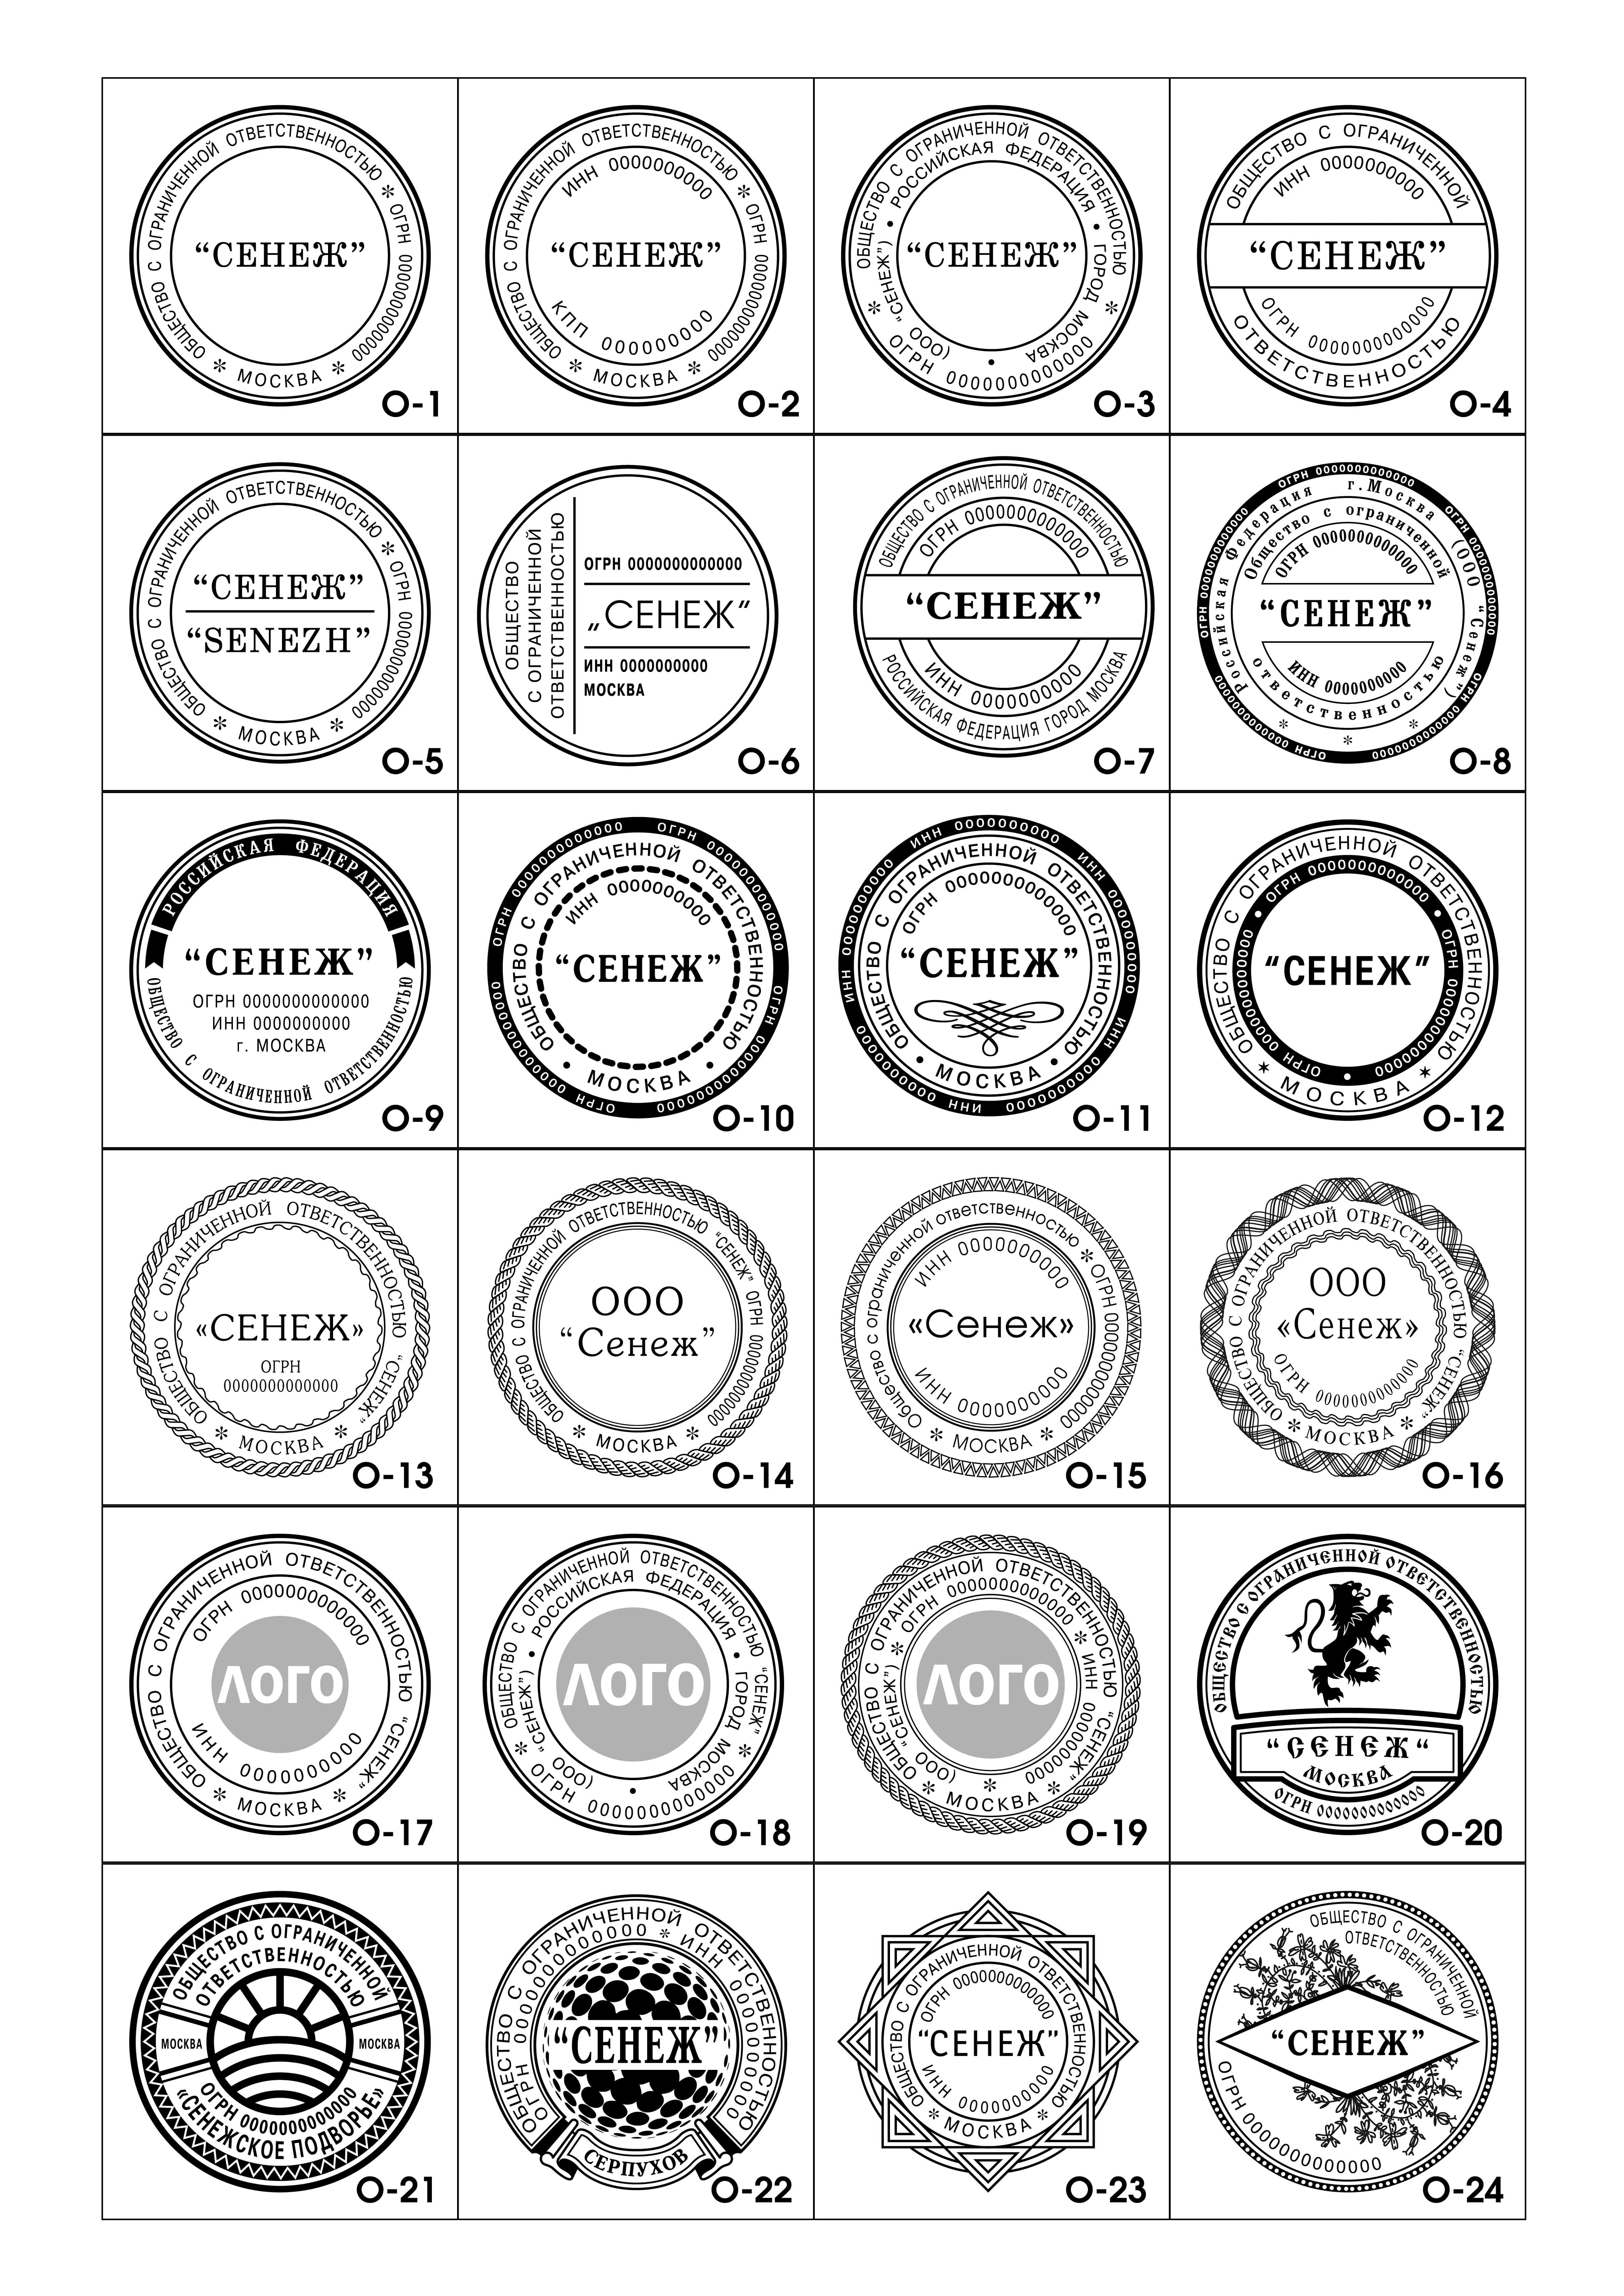 ОБЩЕСТВО С ОГРАНИЧЕННОЙ ОТВЕТСТВЕННОСТЬЮ * ОГРН 0000000000000
* МОСКВА *
“СЕНЕЖ”
О-1
ОБЩЕСТВО С ОГРАНИЧЕННОЙ ОТВЕТСТВЕННОСТЬЮ * ОГРН 0000000000000
* МОСКВА *
ИНН 0000000000
“СЕНЕЖ”
КПП 000000000
О-2
ОБЩЕСТВО С ОГРАНИЧЕННОЙ ОТВЕТСТВЕННОСТЬЮ
* ОГРН 0000000000000 *
(ООО “СЕНЕЖ”) • РОССИЙСКАЯ ФЕДЕРАЦИЯ • ГОРОД МОСКВА •
“СЕНЕЖ”
О-3
ОБЩЕСТВО С ОГРАНИЧЕННОЙ
ИНН 0000000000
“СЕНЕЖ”
ОГРН 0000000000000
ОТВЕТСТВЕННОСТЬЮ
О-4
ОБЩЕСТВО С ОГРАНИЧЕННОЙ ОТВЕТСТВЕННОСТЬЮ * ОГРН 0000000000000
* МОСКВА *
“СЕНЕЖ”
“SENEZH”
О-5
ОБЩЕСТВО
С ОГРАНИЧЕННОЙ
ОТВЕТСТВЕННОСТЬЮ
ОГРН 0000000000000
„СЕНЕЖ“
ИНН 0000000000
МОСКВА
О-6
ОБЩЕСТВО С ОГРАНИЧЕННОЙ ОТВЕТСТВЕННОСТЬЮ
ОГРН 0000000000000
“СЕНЕЖ”
ИНН 0000000000
РОССИЙСКАЯ ФЕДЕРАЦИЯ ГОРОД МОСКВА
О-7
ОГРН 0000000000000 ОГРН 0000000000000 ОГРН 0000000000000 ОГРН 0000000000000 ОГРН 0000000000000
Российская Федерация г.Москва (ООО “Сенеж”)
Общество с ограниченной
ОГРН 0000000000000
“СЕНЕЖ”
ИНН 0000000000
ответственностью
* * *
О-8
РОССИЙСКАЯ ФЕДЕРАЦИЯ
“СЕНЕЖ”
ОГРН 0000000000000
ИНН 0000000000
г. МОСКВА
ОБЩЕСТВО С ОГРАНИЧЕННОЙ ОТВЕТСТВЕННОСТЬЮ
О-9
ОГРН 0000000000000 ОГРН 0000000000000 ОГРН 0000000000000 ОГРН 0000000000000
ОБЩЕСТВО С ОГРАНИЧЕННОЙ ОТВЕТСТВЕННОСТЬЮ
ИНН 0000000000
“СЕНЕЖ”
• МОСКВА •
О-10
ИНН 0000000000 ИНН 0000000000 ИНН 0000000000 ИНН 0000000000 ИНН 0000000000
ОБЩЕСТВО С ОГРАНИЧЕННОЙ ОТВЕТСТВЕННОСТЬЮ
ОГРН 0000000000000
“СЕНЕЖ”
• МОСКВА •
О-11
ОБЩЕСТВО С ОГРАНИЧЕННОЙ ОТВЕТСТВЕННОСТЬЮ
ОГРН 0000000000000 • ОГРН 0000000000000 • ОГРН 0000000000000 •
“СЕНЕЖ”
✶ МОСКВА ✶
О-12
ОБЩЕСТВО С ОГРАНИЧЕННОЙ ОТВЕТСТВЕННОСТЬЮ “СЕНЕЖ”
«СЕНЕЖ»
ОГРН
0000000000000
* МОСКВА *
О-13
ОБЩЕСТВО С ОГРАНИЧЕННОЙ ОТВЕТСТВЕННОСТЬЮ “СЕНЕЖ” ОГРН 0000000000000
ООО
“Сенеж”
* МОСКВА *
О-14
Общество с ограниченной ответственностью * ОГРН 0000000000000
ИНН 0000000000
«Сенеж»
ИНН 0000000000
* МОСКВА *
О-15
ОБЩЕСТВО С ОГРАНИЧЕННОЙ ОТВЕТСТВЕННОСТЬЮ “СЕНЕЖ”
ООО
«Сенеж»
ОГРН 0000000000000
* МОСКВА *
О-16
ОБЩЕСТВО С ОГРАНИЧЕННОЙ ОТВЕТСТВЕННОСТЬЮ “СЕНЕЖ”
ОГРН 0000000000000
ЛОГО
ИНН 0000000000
* МОСКВА *
О-17
ОБЩЕСТВО С ОГРАНИЧЕННОЙ ОТВЕТСТВЕННОСТЬЮ “СЕНЕЖ”
* ОГРН 0000000000000 *
(ООО “СЕНЕЖ”) • РОССИЙСКАЯ ФЕДЕРАЦИЯ • ГОРОД МОСКВА •
ЛОГО
О-18
ОБЩЕСТВО С ОГРАНИЧЕННОЙ ОТВЕТСТВЕННОСТЬЮ “СЕНЕЖ”
(ООО “СЕНЕЖ”) * ОГРН 0000000000000 * ИНН 0000000000 *
ЛОГО
* МОСКВА *
О-19
ОБЩЕСТВО С ОГРАНИЧЕННОЙ ОТВЕТСТВЕННОСТЬЮ
“СЕНЕЖ“
МОСКВА
ОГРН 0000000000000
О-20
ОБЩЕСТВО С ОГРАНИЧЕННОЙ
ОТВЕТСТВЕННОСТЬЮ
МОСКВА
МОСКВА
ОГРН 0000000000000
«СЕНЕЖСКОЕ ПОДВОРЬЕ»
О-21
ОБЩЕСТВО С ОГРАНИЧЕННОЙ ОТВЕТСТВЕННОСТЬЮ
ОГРН 0000000000000 * ИНН 0000000000
“СЕНЕЖ”
СЕРПУХОВ
О-22
ОБЩЕСТВО С ОГРАНИЧЕННОЙ ОТВЕТСТВЕННОСТЬЮ
ОГРН 0000000000000
“СЕНЕЖ”
ИНН 0000000000
* МОСКВА *
О-23
ОБЩЕСТВО С ОГРАНИЧЕННОЙ
ОТВЕТСТВЕННОСТЬЮ
“СЕНЕЖ”
ОГРН 0000000000000
О-24